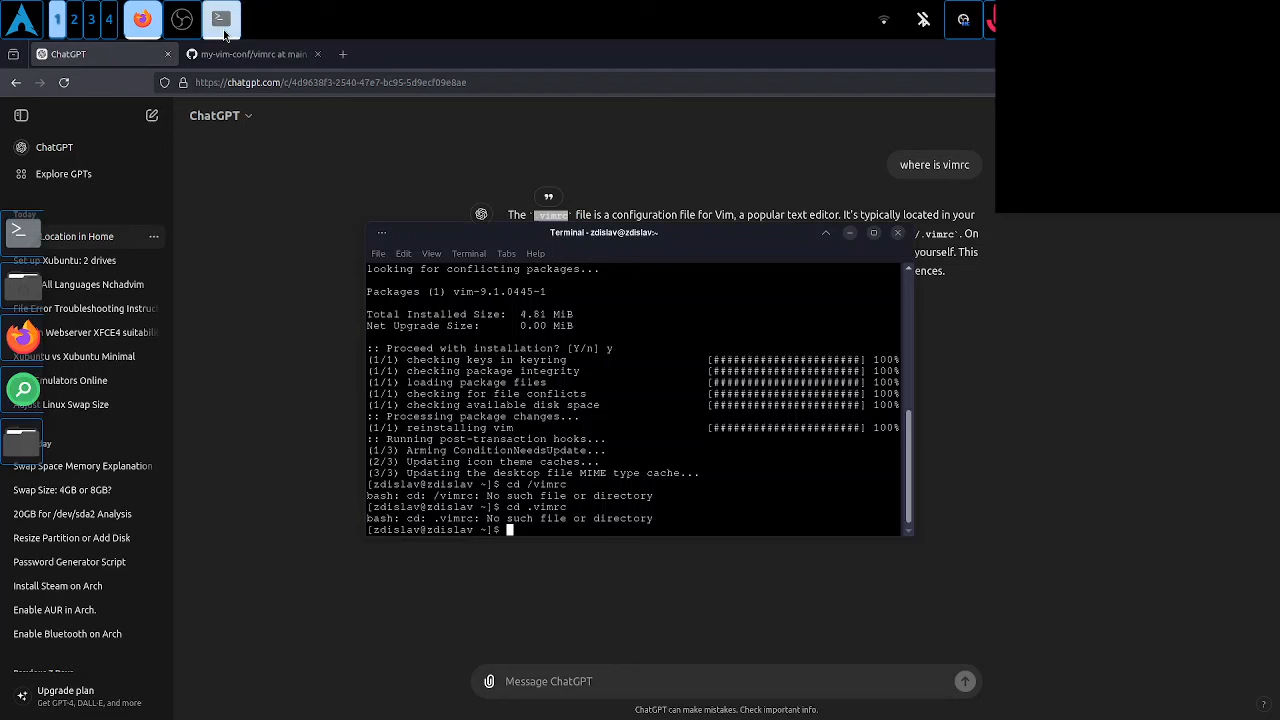 1 2 3 4
ChatGPT
my-vim-conf/vimrc at main
https://chatgpt.com/c/4d9638f3-2540-47e7-bc95-5d9ecf09e8ae
ChatGPT
ChatGPT
Explore GPTs
Today
Location in Home
Set up Xubuntu: 2 drives
All Languages Nchadvim
File Error Troubleshooting Instruc
Webserver XFCE4 suitabili
Xubuntu vs Xubuntu Minimal
Emulators Online
Adjust Linux Swap Size
Swap Space Memory Explanation
Swap Size: 4GB or 8GB?
20GB for /dev/sda2 Analysis
Resize Partition or Add Disk
Password Generator Script
Install Steam on Arch
Enable AUR in Arch.
Enable Bluetooth on Arch
Upgrade plan
Get GPT-4, DALL·E, and more
where is vimrc
The `.vimrc` file is a configuration file for Vim, a popular text editor. It's typically located in your
/.vimrc`. On
yourself. This
ences.
Terminal - zdislav@zdislav:~
File Edit View Terminal Tabs Help
looking for conflicting packages...
Packages (1) vim-9.1.0445-1
Total Installed Size: 4.81 MiB
Net Upgrade Size: 0.00 MiB
:: Proceed with installation? [Y/n] y
(1/1) checking keys in keyring [######################] 100%
(1/1) checking package integrity [######################] 100%
(1/1) loading package files [######################] 100%
(1/1) checking for file conflicts [######################] 100%
(1/1) checking available disk space [######################] 100%
:: Processing package changes...
(1/1) reinstalling vim [######################] 100%
:: Running post-transaction hooks...
(1/3) Arming ConditionNeedsUpdate...
(2/3) Updating icon theme caches...
(3/3) Updating the desktop file MIME type cache...
[zdislav@zdislav ~]$ cd /vimrc
bash: cd: /vimrc: No such file or directory
[zdislav@zdislav ~]$ cd .vimrc
bash: cd: .vimrc: No such file or directory
[zdislav@zdislav ~]$
Message ChatGPT
ChatGPT can make mistakes. Check important info.
?